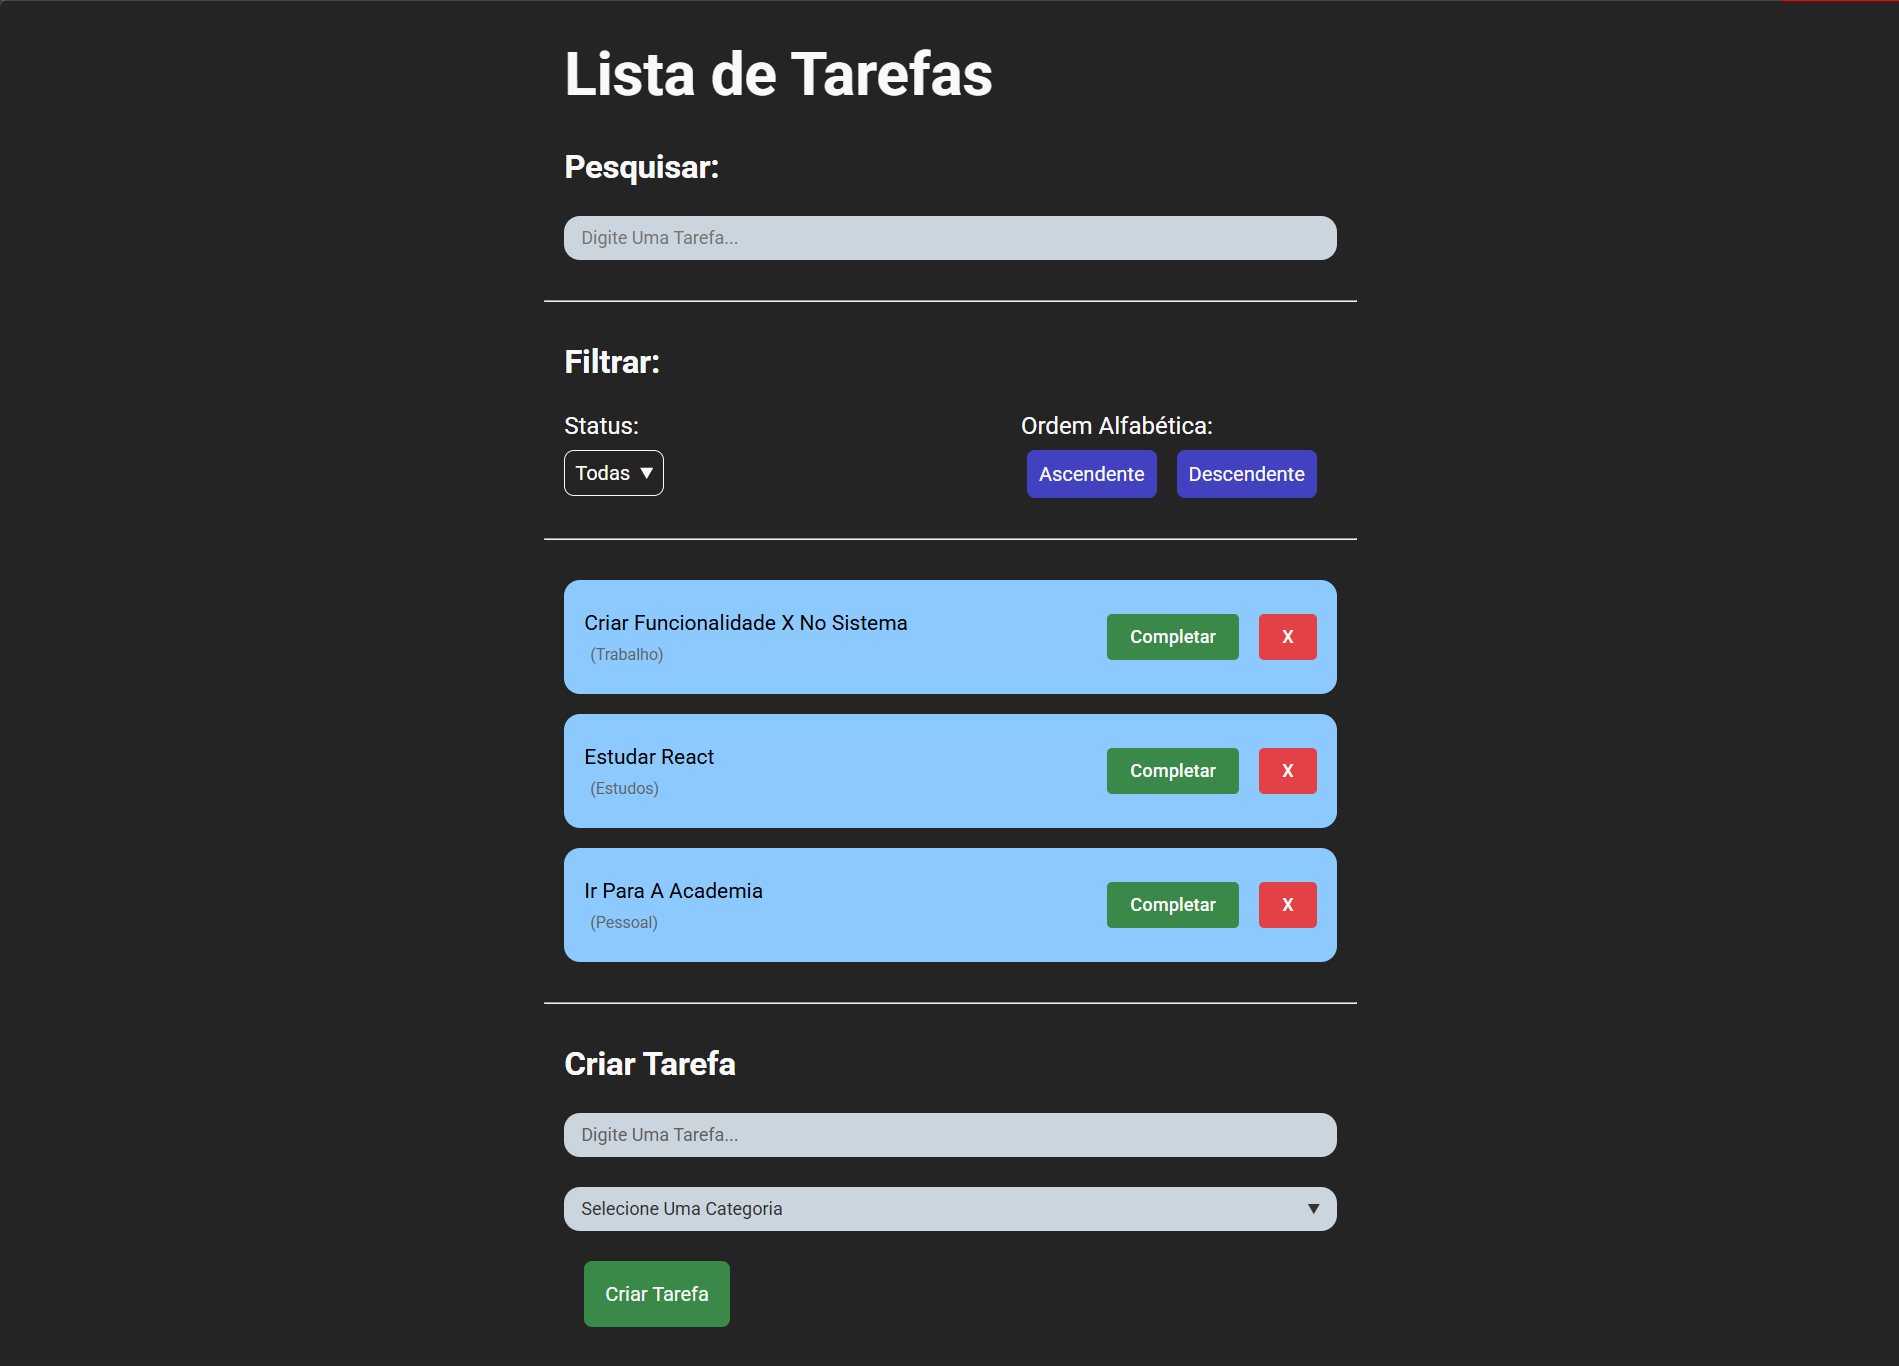 Lista de Tarefas
Pesquisar:
Digite Uma Tarefa...
Filtrar:
Status:
Todas ▼
Ordem Alfabética:
Ascendente
Descendente
Criar Funcionalidade X No Sistema
(Trabalho)
Completar
X
Estudar React
(Estudos)
Completar
X
Ir Para A Academia
(Pessoal)
Completar
X
Criar Tarefa
Digite Uma Tarefa...
Selecione Uma Categoria ▼
Criar Tarefa